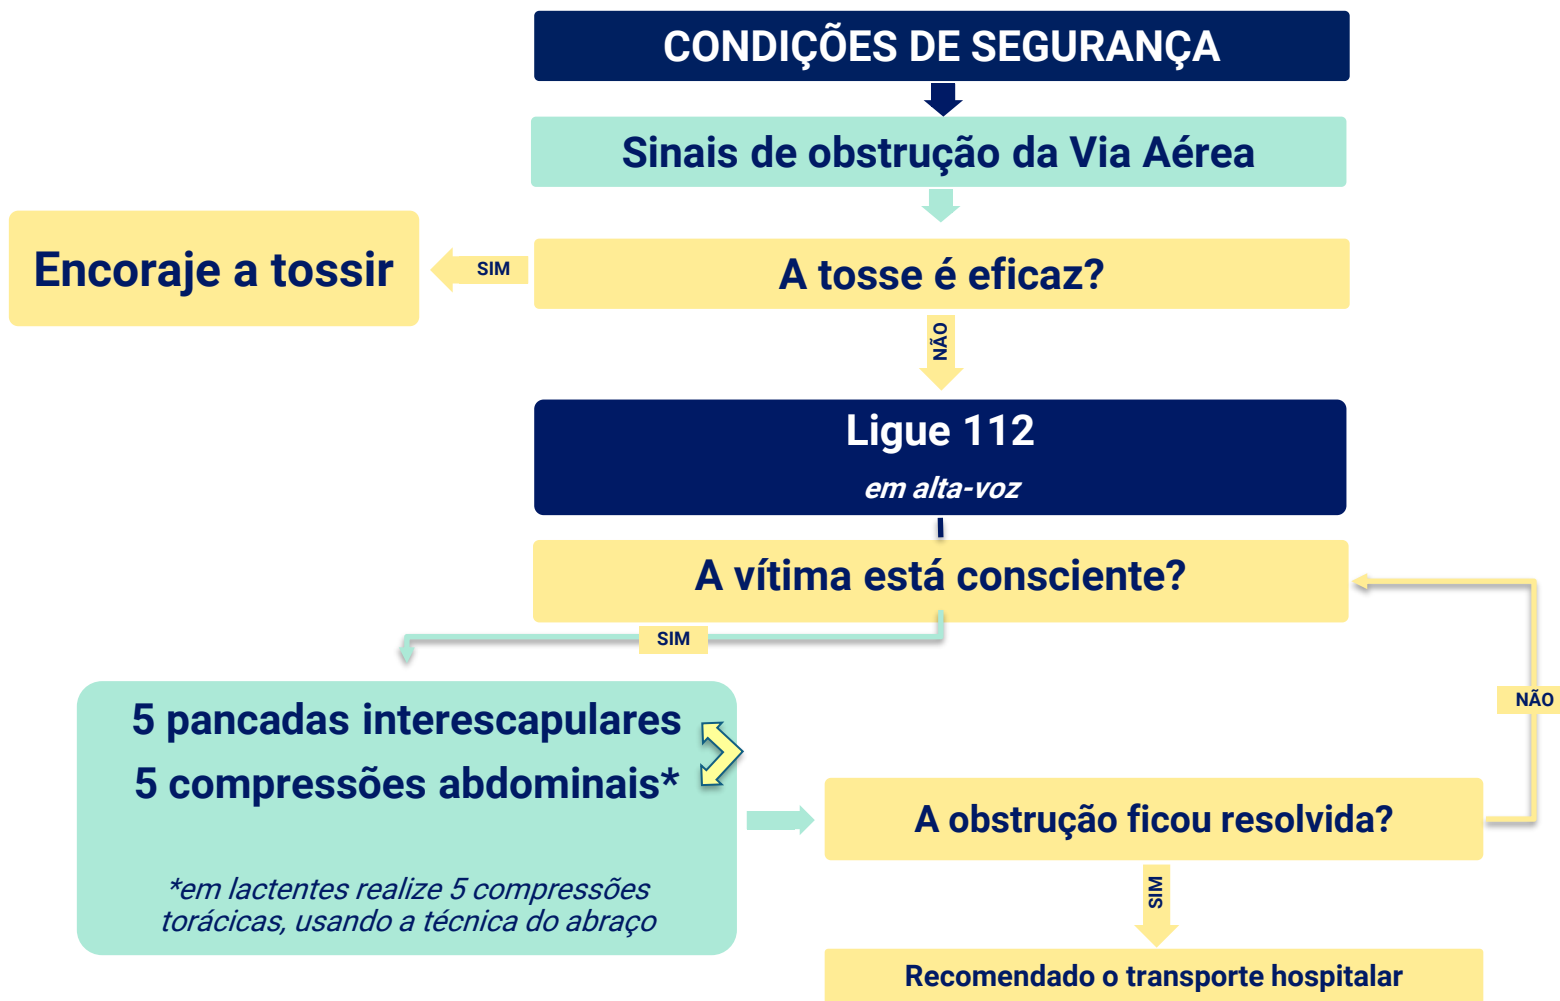 CONDIÇÕES DE SEGURANÇA
Sinais de obstrução da Via Aérea
A tosse é eficaz?
SIM
Encoraje a tossir
NÃO
Ligue 112
em alta-voz
A vítima está consciente?
SIM
5 pancadas interescapulares
5 compressões abdominais*
*em lactentes realize 5 compressões
torácicas, usando a técnica do abraço
A obstrução ficou resolvida?
NÃO
SIM
Recomendado o transporte hospitalar